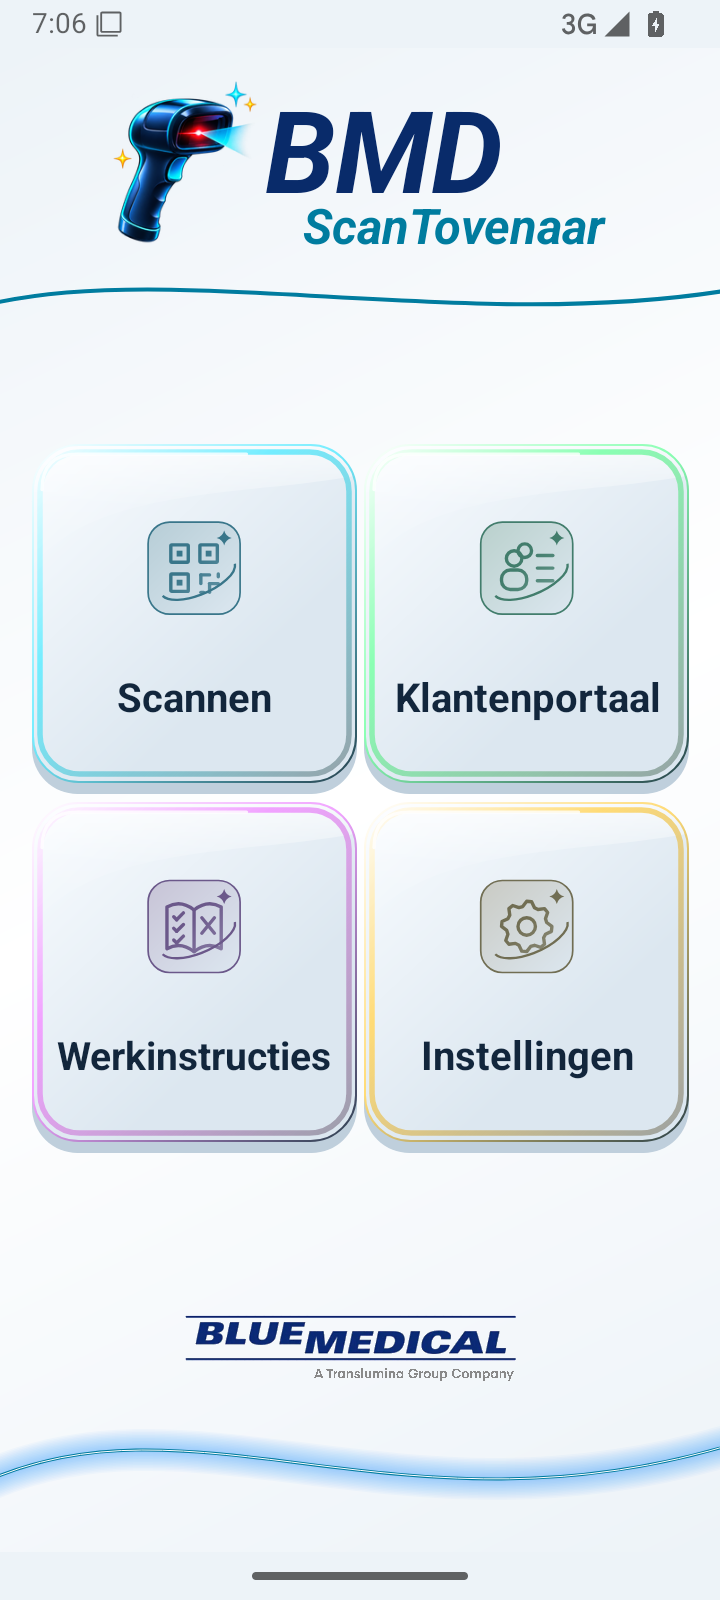 7:06 3G
BMD
ScanTovenaar
Scannen
Klantenportaal
Werkinstructies
Instellingen
BLUEMEDICAL
A Translumina Group Company